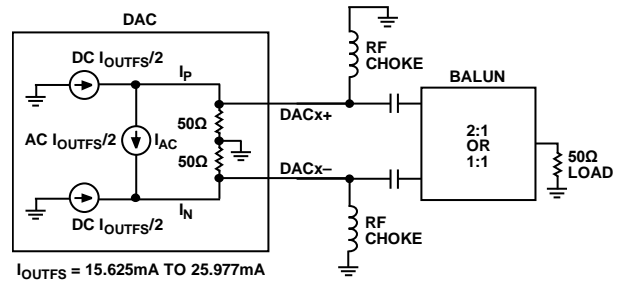 DAC
DC IOUTFS/2
IP
RF
CHOKE
BALUN
50Ω
DACx+
AC IOUTFS/2
IAC
50Ω
2:1
OR
1:1
50Ω
LOAD
DACx–
IN
DC IOUTFS/2
RF
CHOKE
IOUTFS = 15.625mA TO 25.977mA